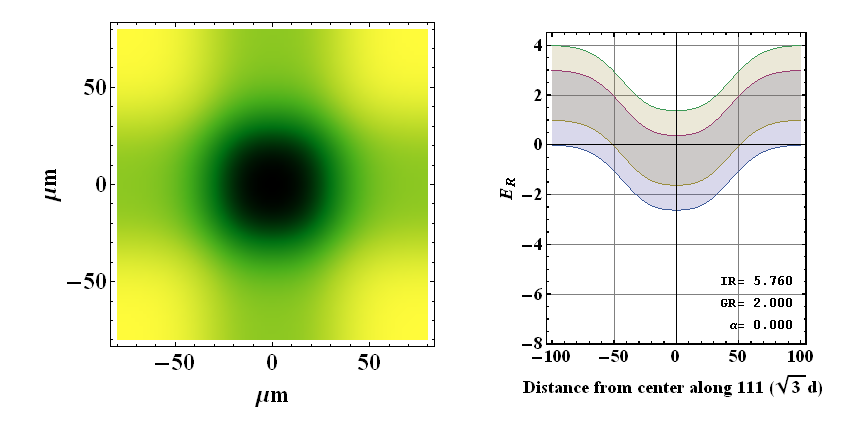 50
0
−50
μm
−50
0
50
μm
4
2
0
−2
−4
−6
−8
E_R
IR= 5.760
GR= 2.000
α= 0.000
−100
−50
0
50
100
Distance from center along 111 (√3 d)